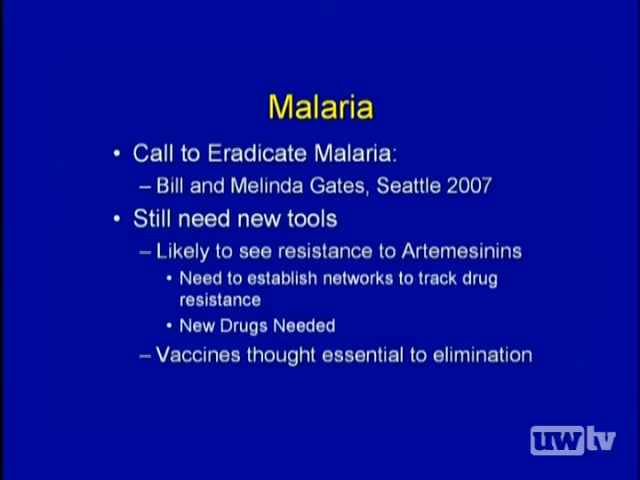 Malaria
• Call to Eradicate Malaria:
– Bill and Melinda Gates, Seattle 2007
• Still need new tools
– Likely to see resistance to Artemesinins
• Need to establish networks to track drug
resistance
• New Drugs Needed
– Vaccines thought essential to elimination
uwtv